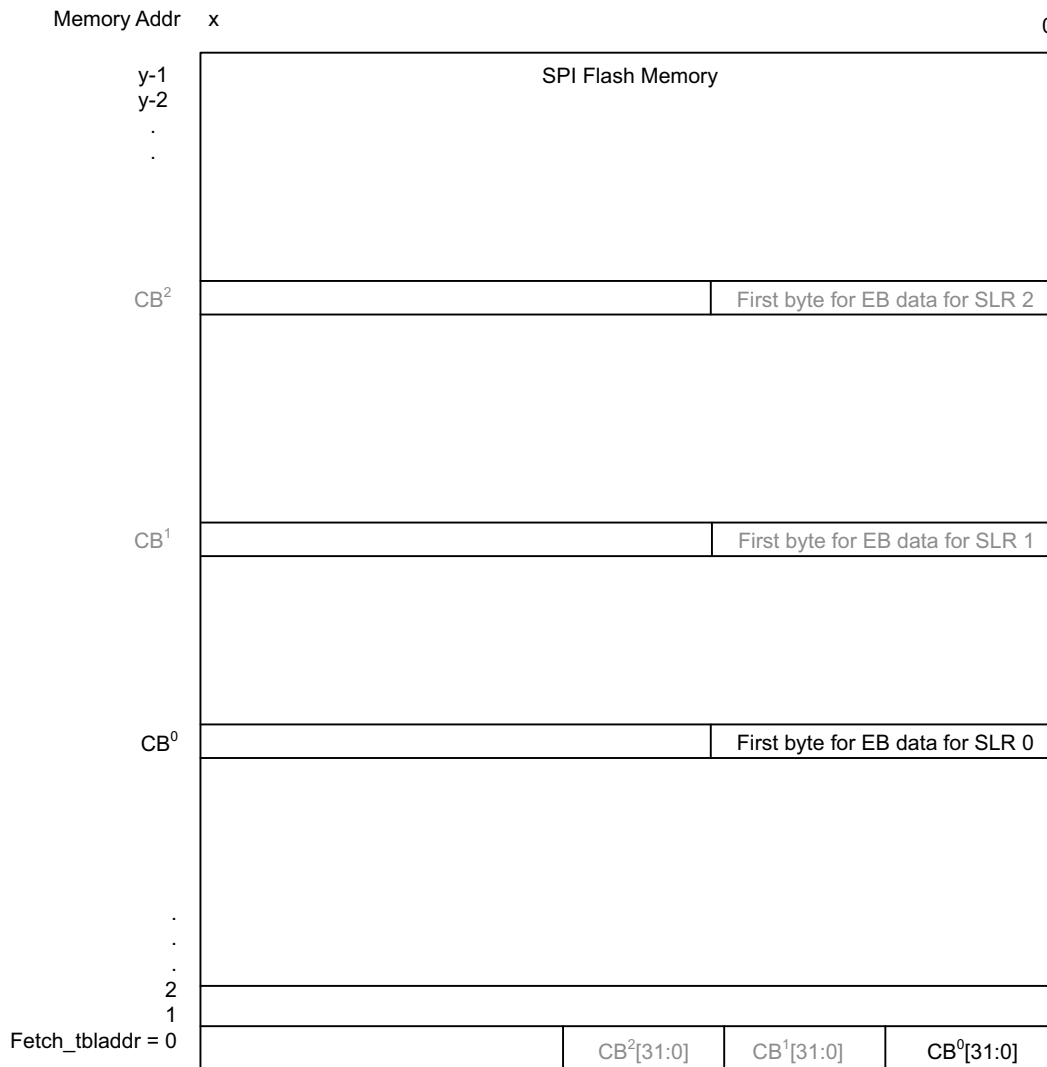 Memory Addr x 0
y-1 SPI Flash Memory
y-2
.
.
CB² First byte for EB data for SLR 2
CB¹ First byte for EB data for SLR 1
CB⁰ First byte for EB data for SLR 0
.
.
.
2
1
Fetch_tbladdr = 0 CB²[31:0] CB¹[31:0] CB⁰[31:0]